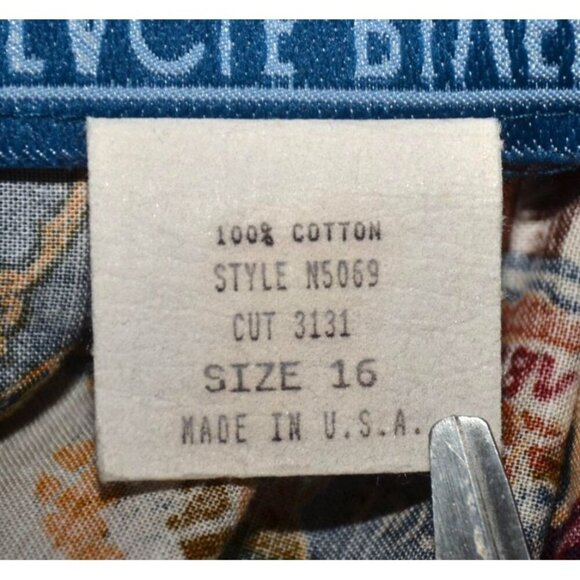 100% COTTON
STYLE N5069
CUT 3131
SIZE 16
MADE IN U.S.A.